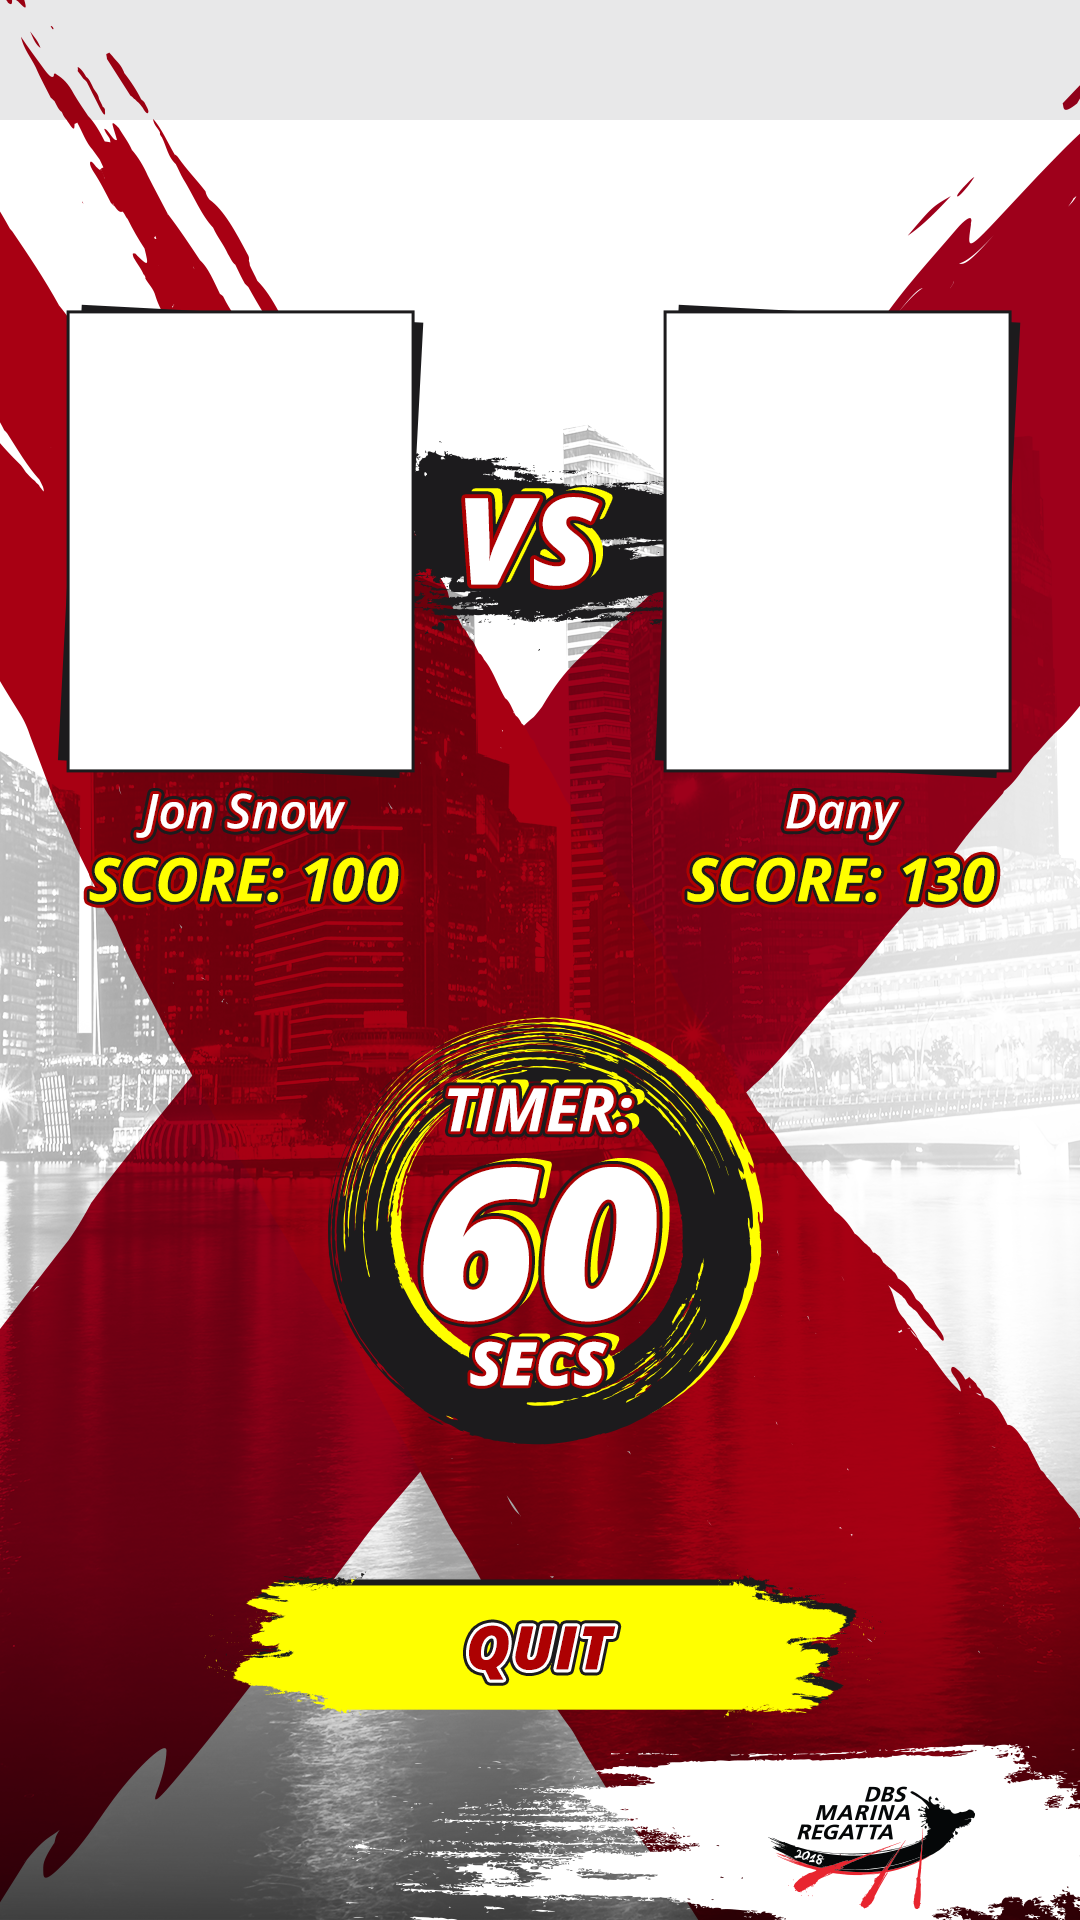 VS
Jon Snow
Dany
SCORE: 100
SCORE: 130
TIMER:
60
SECS
QUIT
DBS
MARINA
REGATTA
2018